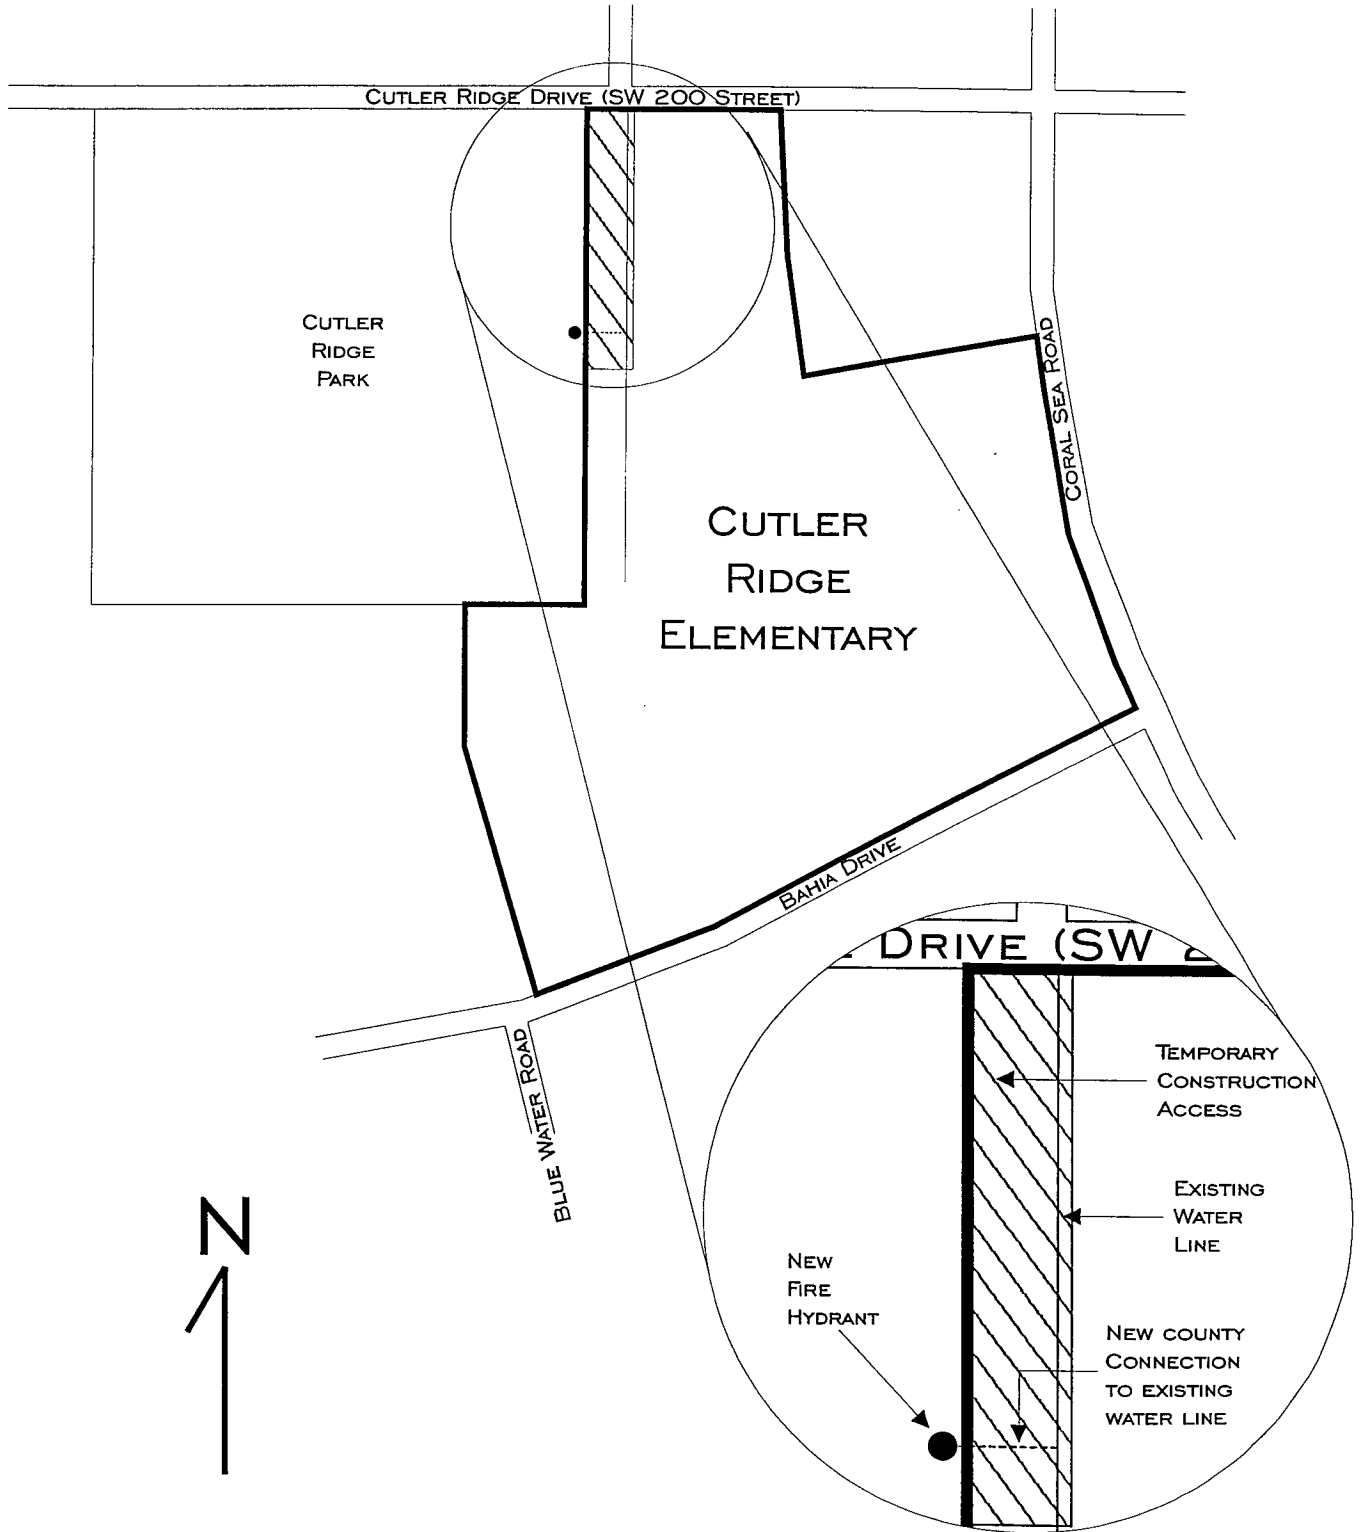 CUTLER RIDGE DRIVE (SW 200 STREET)
CUTLER
RIDGE
PARK
CORAL SEA ROAD
CUTLER
RIDGE
ELEMENTARY
BAHIA DRIVE
BLUE WATER ROAD
N
DRIVE (SW 2
TEMPORARY
CONSTRUCTION
ACCESS
EXISTING
WATER
LINE
NEW
FIRE
HYDRANT
NEW COUNTY
CONNECTION
TO EXISTING
WATER LINE